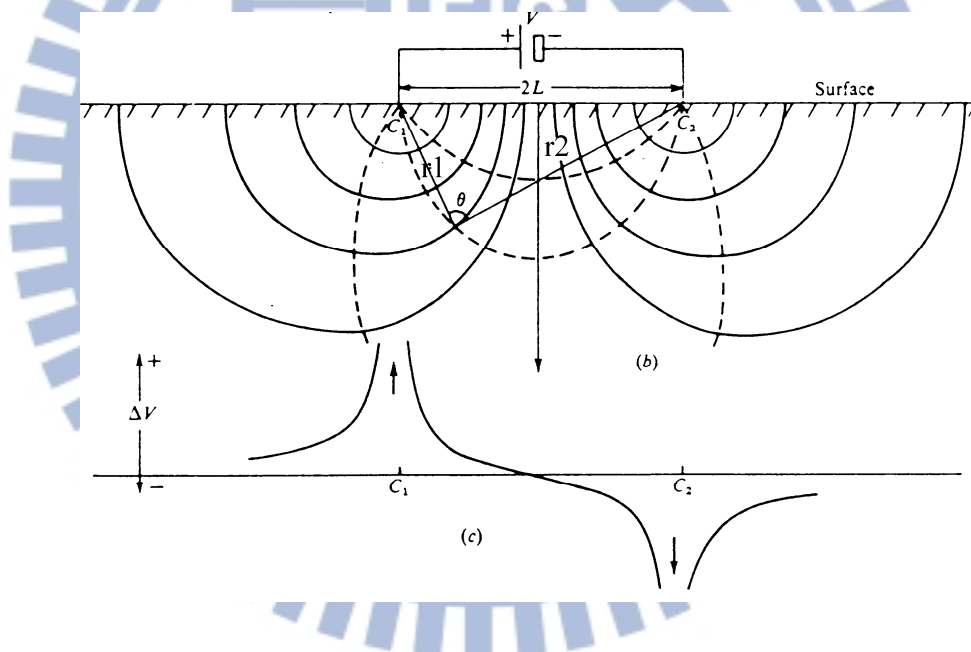 V
+ −
2L
Surface
C₁ C₂
r1 r2
θ
(b)
+
ΔV
−
C₁ C₂
(c)